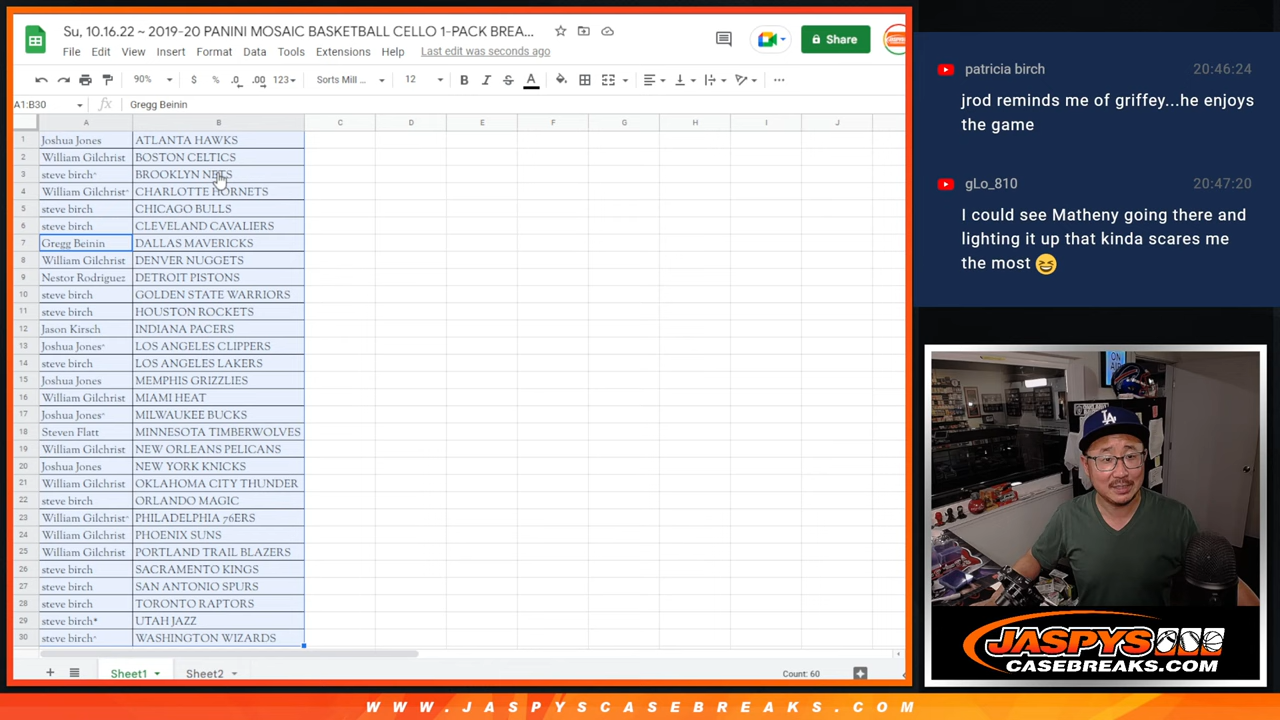 Su, 10.16.22 ~ 2019-20 PANINI MOSAIC BASKETBALL CELLO 1-PACK BREA...
File Edit View Insert Format Data Tools Extensions Help Last edit was seconds ago
Share
90% $ % .0 .00 123 Sorts Mill ... 12 B I S A
A1:B30 fx Gregg Beinin
A B C D E F G H I J
1 Joshua Jones ATLANTA HAWKS
2 William Gilchrist BOSTON CELTICS
3 steve birch^ BROOKLYN NETS
4 William Gilchrist^ CHARLOTTE HORNETS
5 steve birch CHICAGO BULLS
6 steve birch CLEVELAND CAVALIERS
7 Gregg Beinin DALLAS MAVERICKS
8 William Gilchrist DENVER NUGGETS
9 Nestor Rodriguez DETROIT PISTONS
10 steve birch GOLDEN STATE WARRIORS
11 steve birch HOUSTON ROCKETS
12 Jason Kirsch INDIANA PACERS
13 Joshua Jones^ LOS ANGELES CLIPPERS
14 steve birch LOS ANGELES LAKERS
15 Joshua Jones MEMPHIS GRIZZLIES
16 William Gilchrist MIAMI HEAT
17 Joshua Jones^ MILWAUKEE BUCKS
18 Steven Flatt MINNESOTA TIMBERWOLVES
19 William Gilchrist NEW ORLEANS PELICANS
20 Joshua Jones NEW YORK KNICKS
21 William Gilchrist OKLAHOMA CITY THUNDER
22 steve birch ORLANDO MAGIC
23 William Gilchrist^ PHILADELPHIA 76ERS
24 William Gilchrist PHOENIX SUNS
25 William Gilchrist PORTLAND TRAIL BLAZERS
26 steve birch SACRAMENTO KINGS
27 steve birch SAN ANTONIO SPURS
28 steve birch TORONTO RAPTORS
29 steve birch* UTAH JAZZ
30 steve birch^ WASHINGTON WIZARDS
Sheet1 Sheet2 Count: 60
patricia birch 20:46:24
jrod reminds me of griffey...he enjoys
the game
gLo_810 20:47:20
I could see Matheny going there and
lighting it up that kinda scares me
the most 😆
ON
AIR
LA
JASPYS
CASEBREAKS.COM
WWW.JASPYSCASEBREAKS.COM